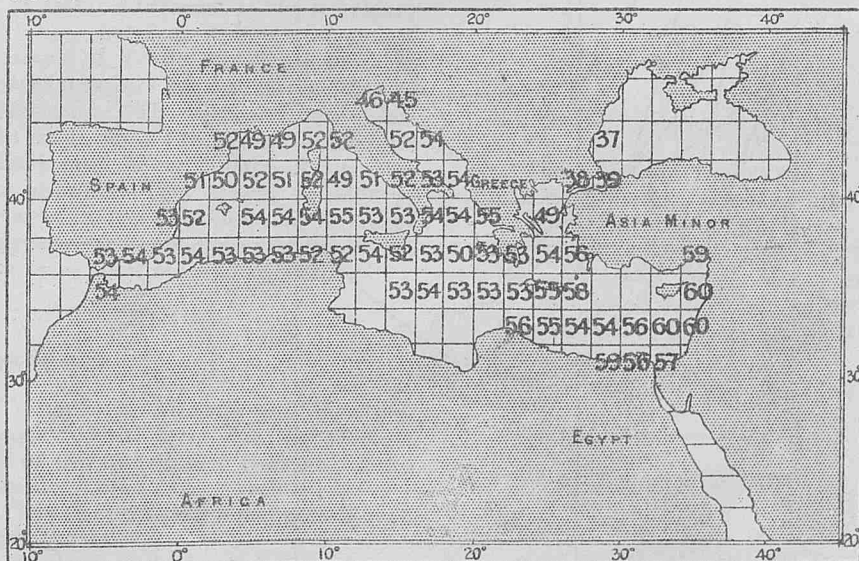 10° 0° 10° 20° 30° 40°
FRANCE
46 45
52 49 49 52 52 52 54 37
SPAIN 51 50 52 51 52 49 51 52 53 54 GREECE 38 39
40° 40°
53 52 54 54 54 55 53 53 54 54 55 49 ASIA MINOR
53 54 53 54 53 53 53 52 52 54 52 53 50 53 53 54 56 59
54 53 54 53 53 53 55 58 60
56 55 54 54 56 60 60
56 57
30° 30°
EGYPT
AFRICA
20° 20°
10° 0° 10° 20° 30° 40°